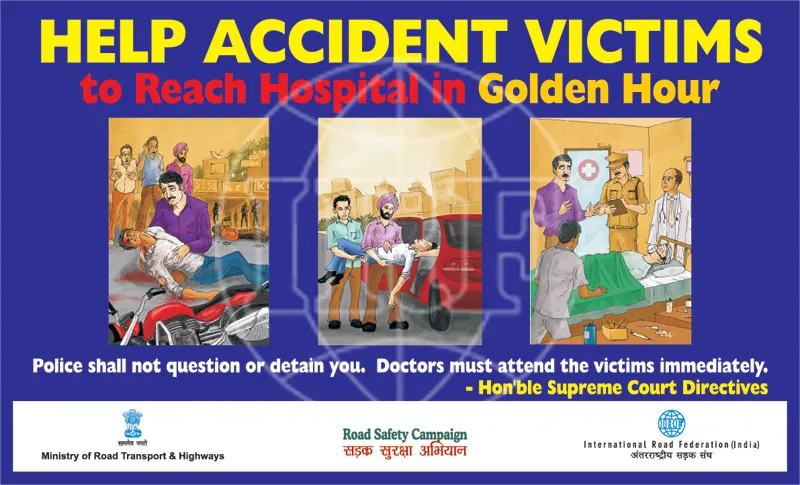 HELP ACCIDENT VICTIMS
to Reach Hospital in Golden Hour
Police shall not question or detain you. Doctors must attend the victims immediately.
- Hon'ble Supreme Court Directives
सत्यमेव जयते
Ministry of Road Transport & Highways
Road Safety Campaign
सड़क सुरक्षा अभियान
IRF
International Road Federation (India)
अंतरराष्ट्रीय सड़क संघ
IRF